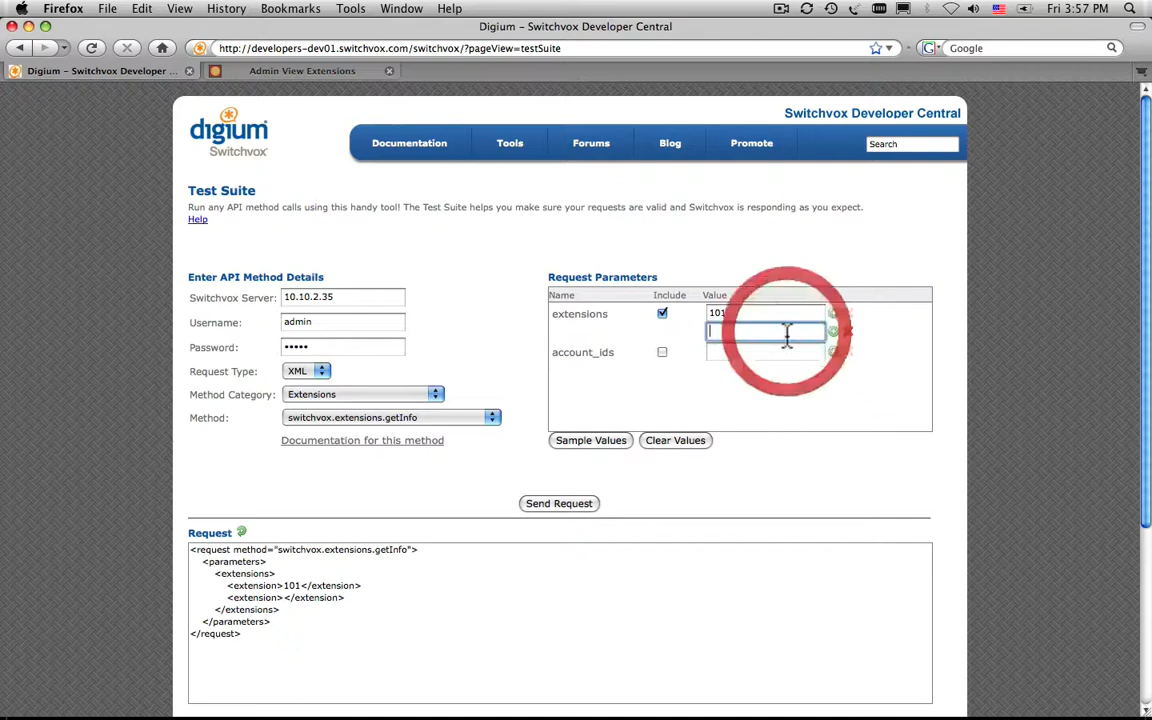 Firefox File Edit View History Bookmarks Tools Window Help Fri 3:57 PM
Digium – Switchvox Developer Central
http://developers-dev01.switchvox.com/switchvox/?pageView=testSuite Google
Digium – Switchvox Developer ... Admin View Extensions
digium
Switchvox
Switchvox Developer Central
Documentation Tools Forums Blog Promote Search
Test Suite
Run any API method calls using this handy tool! The Test Suite helps you make sure your requests are valid and Switchvox is responding as you expect.
Help
Enter API Method Details
Switchvox Server: 10.10.2.35
Username: admin
Password: •••••
Request Type: XML
Method Category: Extensions
Method: switchvox.extensions.getInfo
Documentation for this method
Request Parameters
Name Include Value
extensions 101
account_ids
Sample Values Clear Values
Send Request
Request
<request method="switchvox.extensions.getInfo">
<parameters>
<extensions>
<extension>101</extension>
<extension></extension>
</extensions>
</parameters>
</request>